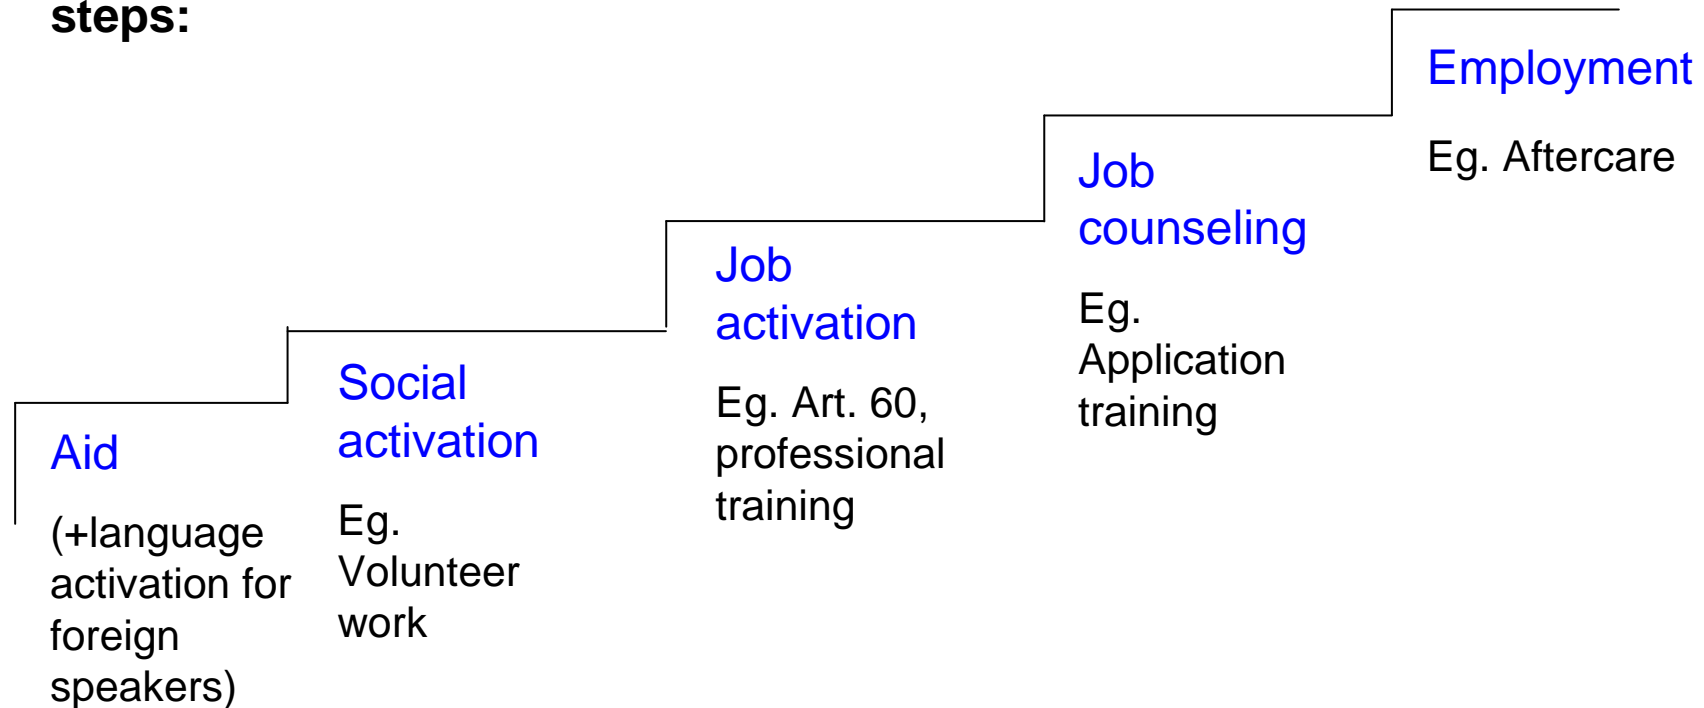 steps:
Aid
(+language
activation for
foreign
speakers)
Social
activation
Eg.
Volunteer
work
Job
activation
Eg. Art. 60,
professional
training
Job
counseling
Eg.
Application
training
Employment
Eg. Aftercare